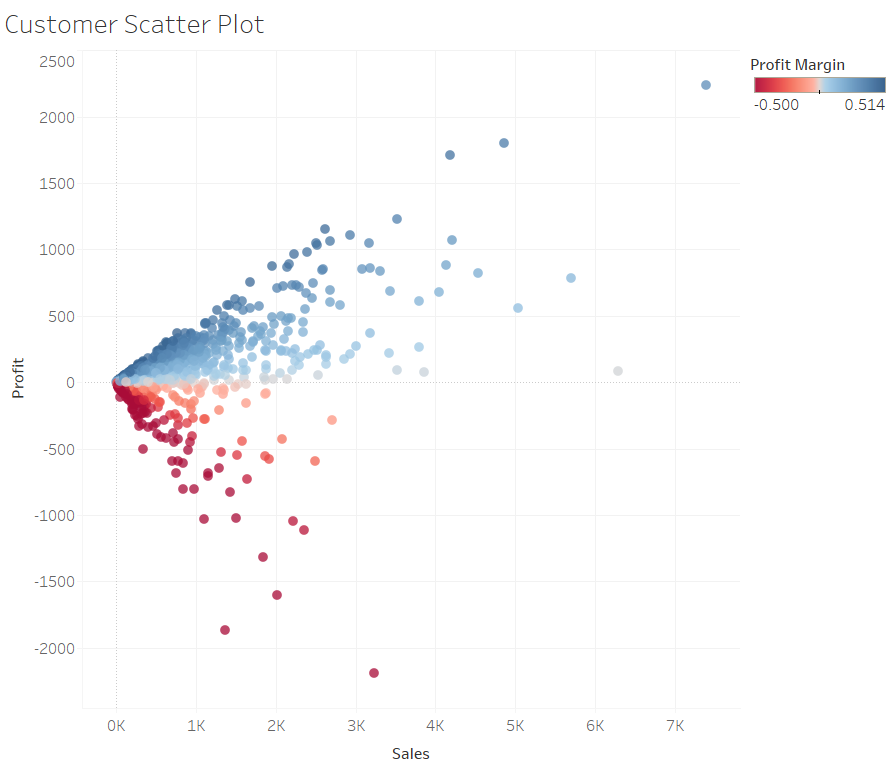 Customer Scatter Plot
Profit Margin
-0.500 0.514
2500
2000
1500
1000
500
0
-500
-1000
-1500
-2000
Profit
0K 1K 2K 3K 4K 5K 6K 7K
Sales